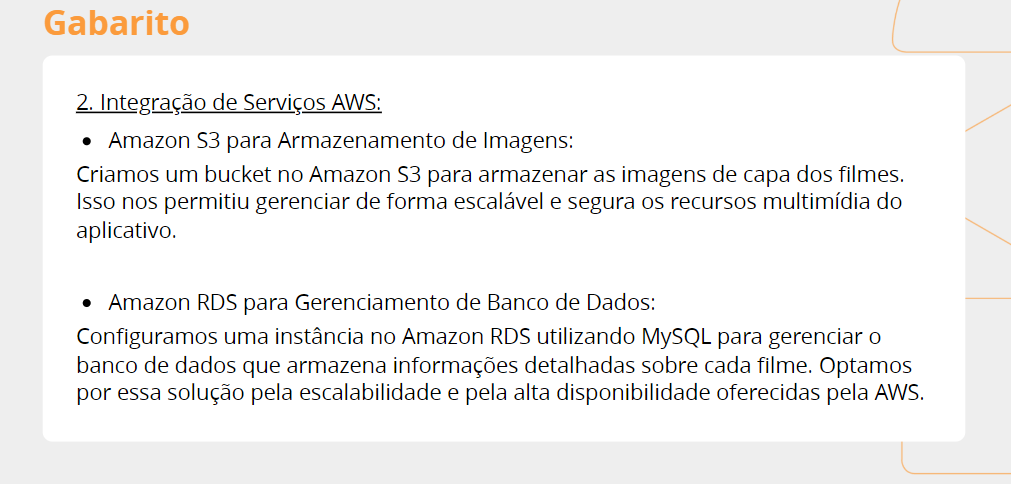 Gabarito
2. Integração de Serviços AWS:
• Amazon S3 para Armazenamento de Imagens:
Criamos um bucket no Amazon S3 para armazenar as imagens de capa dos filmes.
Isso nos permitiu gerenciar de forma escalável e segura os recursos multimídia do
aplicativo.
• Amazon RDS para Gerenciamento de Banco de Dados:
Configuramos uma instância no Amazon RDS utilizando MySQL para gerenciar o
banco de dados que armazena informações detalhadas sobre cada filme. Optamos
por essa solução pela escalabilidade e pela alta disponibilidade oferecidas pela AWS.